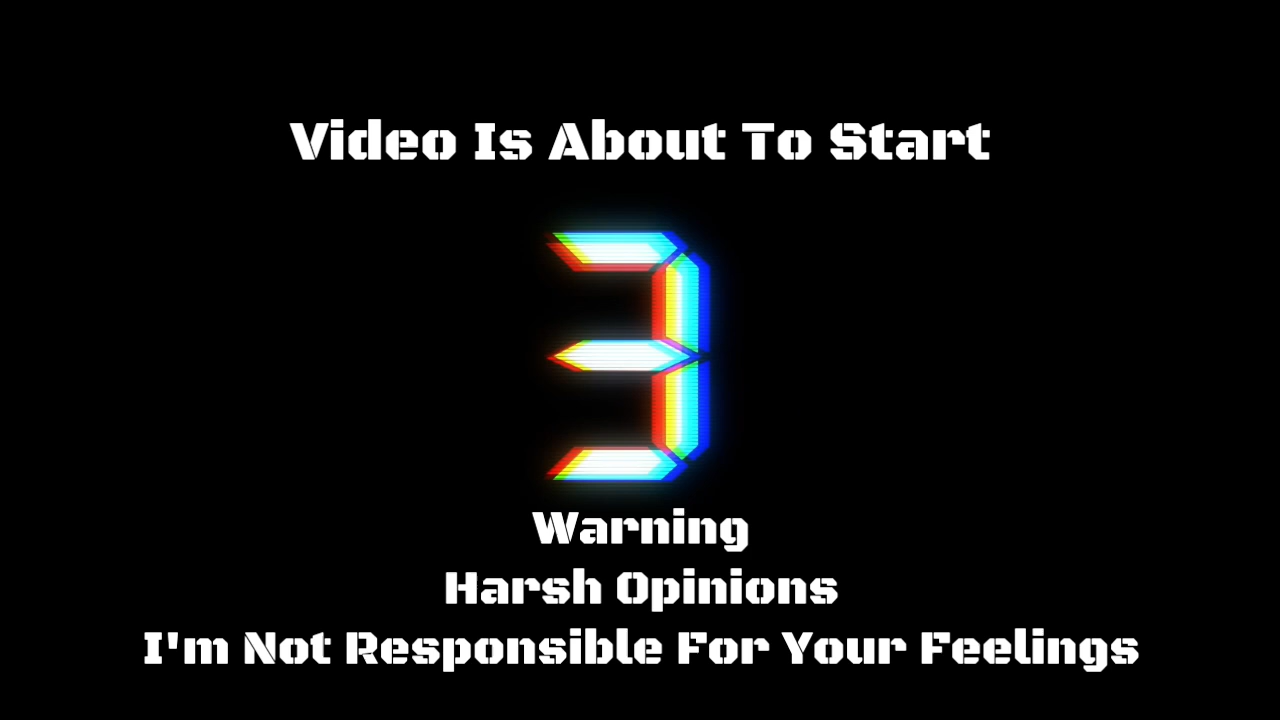 Video Is About To Start
3
Warning
Harsh Opinions
I'm Not Responsible For Your Feelings